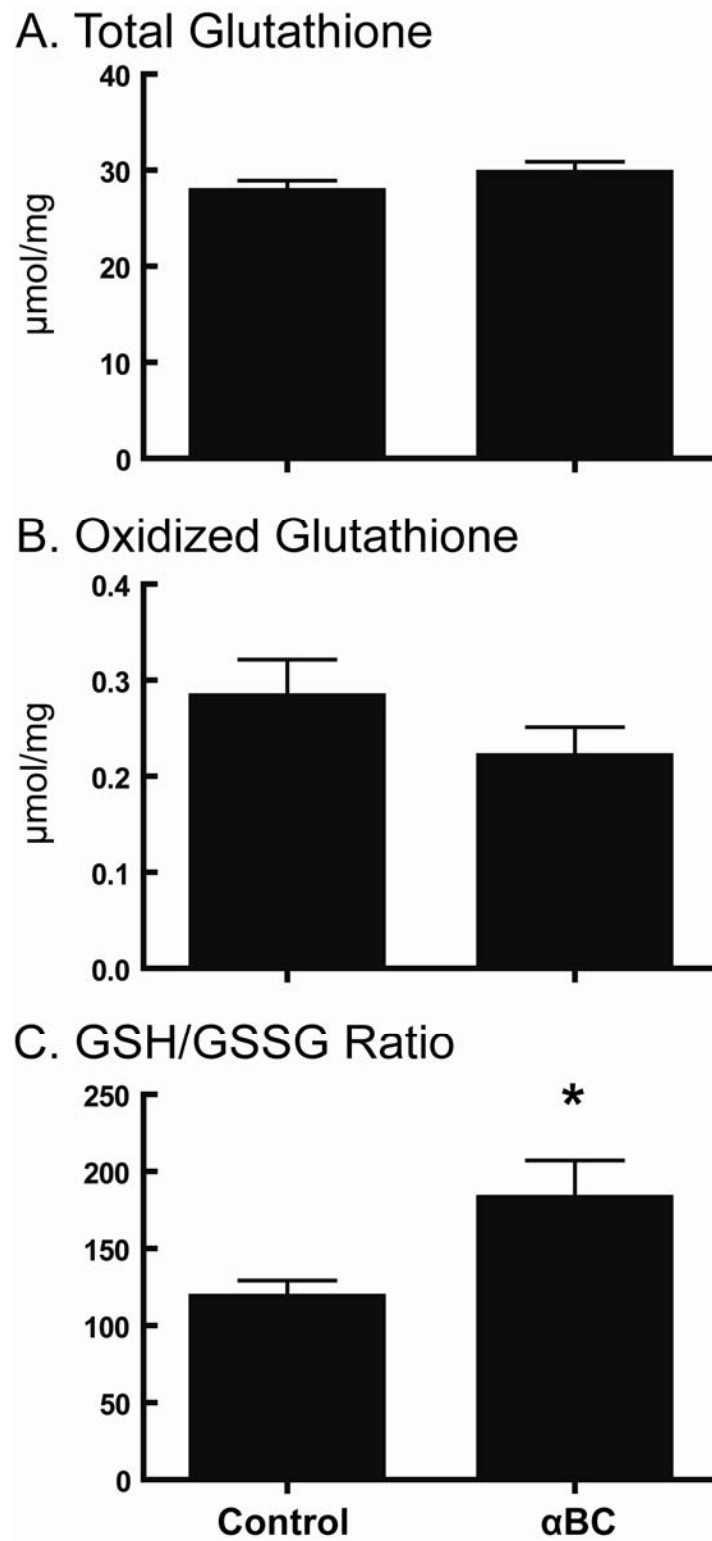 A. Total Glutathione
40
30
20
10
0
µmol/mg
B. Oxidized Glutathione
0.4
0.3
0.2
0.1
0.0
µmol/mg
C. GSH/GSSG Ratio
250
200
150
100
50
0
*
Control αBC